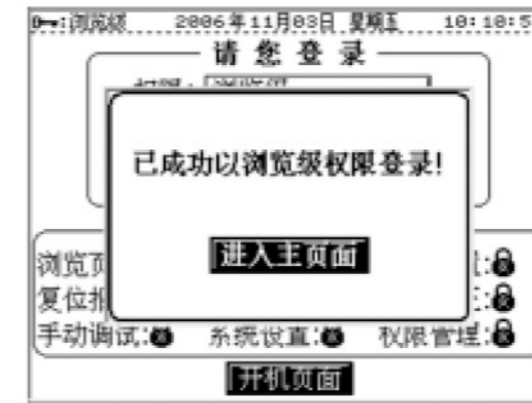 :浏览级 2006年11月03日 星期五 10:10:5
请您登录
已成功以浏览级权限登录!
进入主页面
浏览页
复位报
手动调试: 系统设置: 权限管理:
开机页面